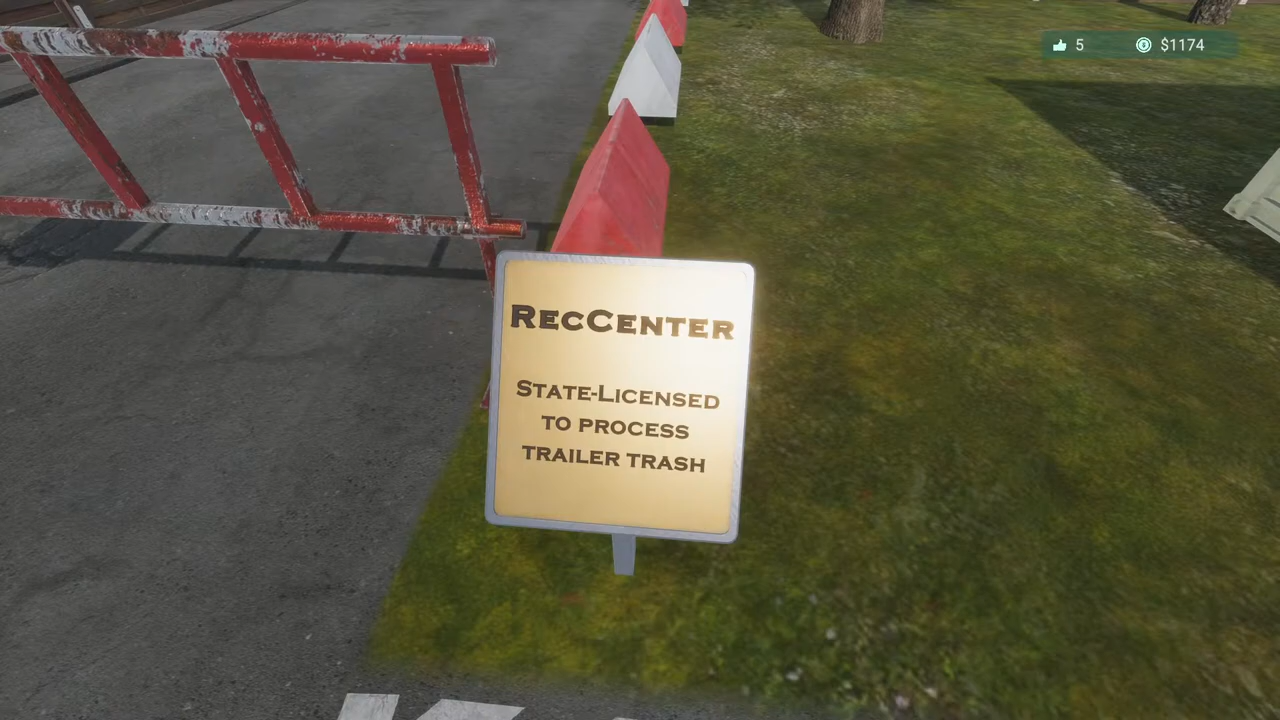 5 $1174
RecCenter
State-Licensed
to process
trailer trash